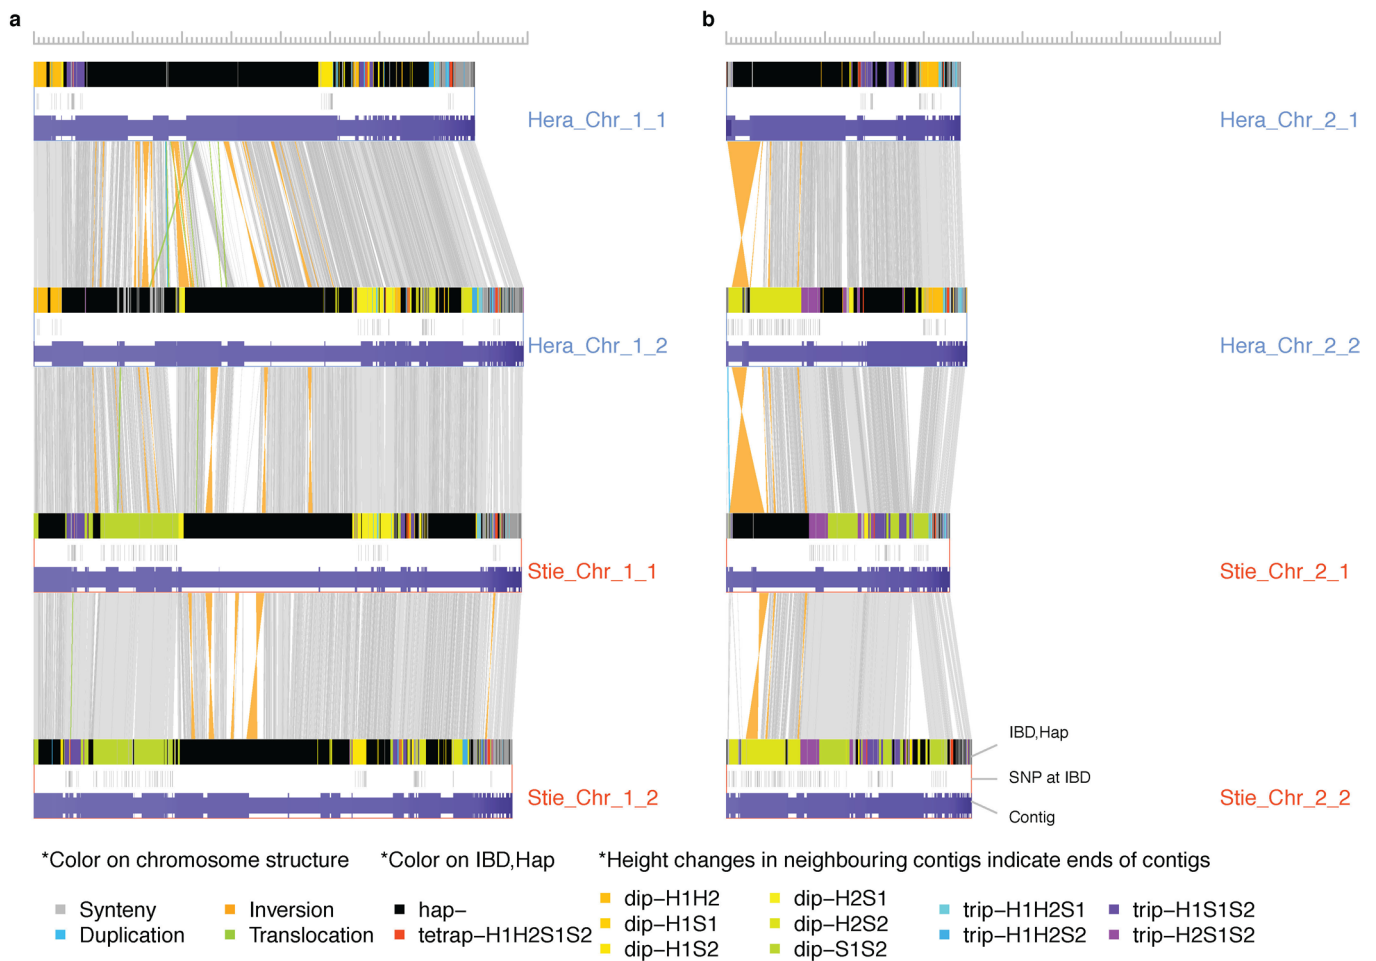 a
b
Hera_Chr_1_1
Hera_Chr_2_1
Hera_Chr_1_2
Hera_Chr_2_2
Stie_Chr_1_1
Stie_Chr_2_1
IBD,Hap
SNP at IBD
Contig
Stie_Chr_1_2
Stie_Chr_2_2
*Color on chromosome structure
*Color on IBD,Hap
*Height changes in neighbouring contigs indicate ends of contigs
Synteny
Inversion
Duplication
Translocation
hap–
tetrap–H1H2S1S2
dip–H1H2
dip–H1S1
dip–H1S2
dip–H2S1
dip–H2S2
dip–S1S2
trip–H1H2S1
trip–H1H2S2
trip–H1S1S2
trip–H2S1S2